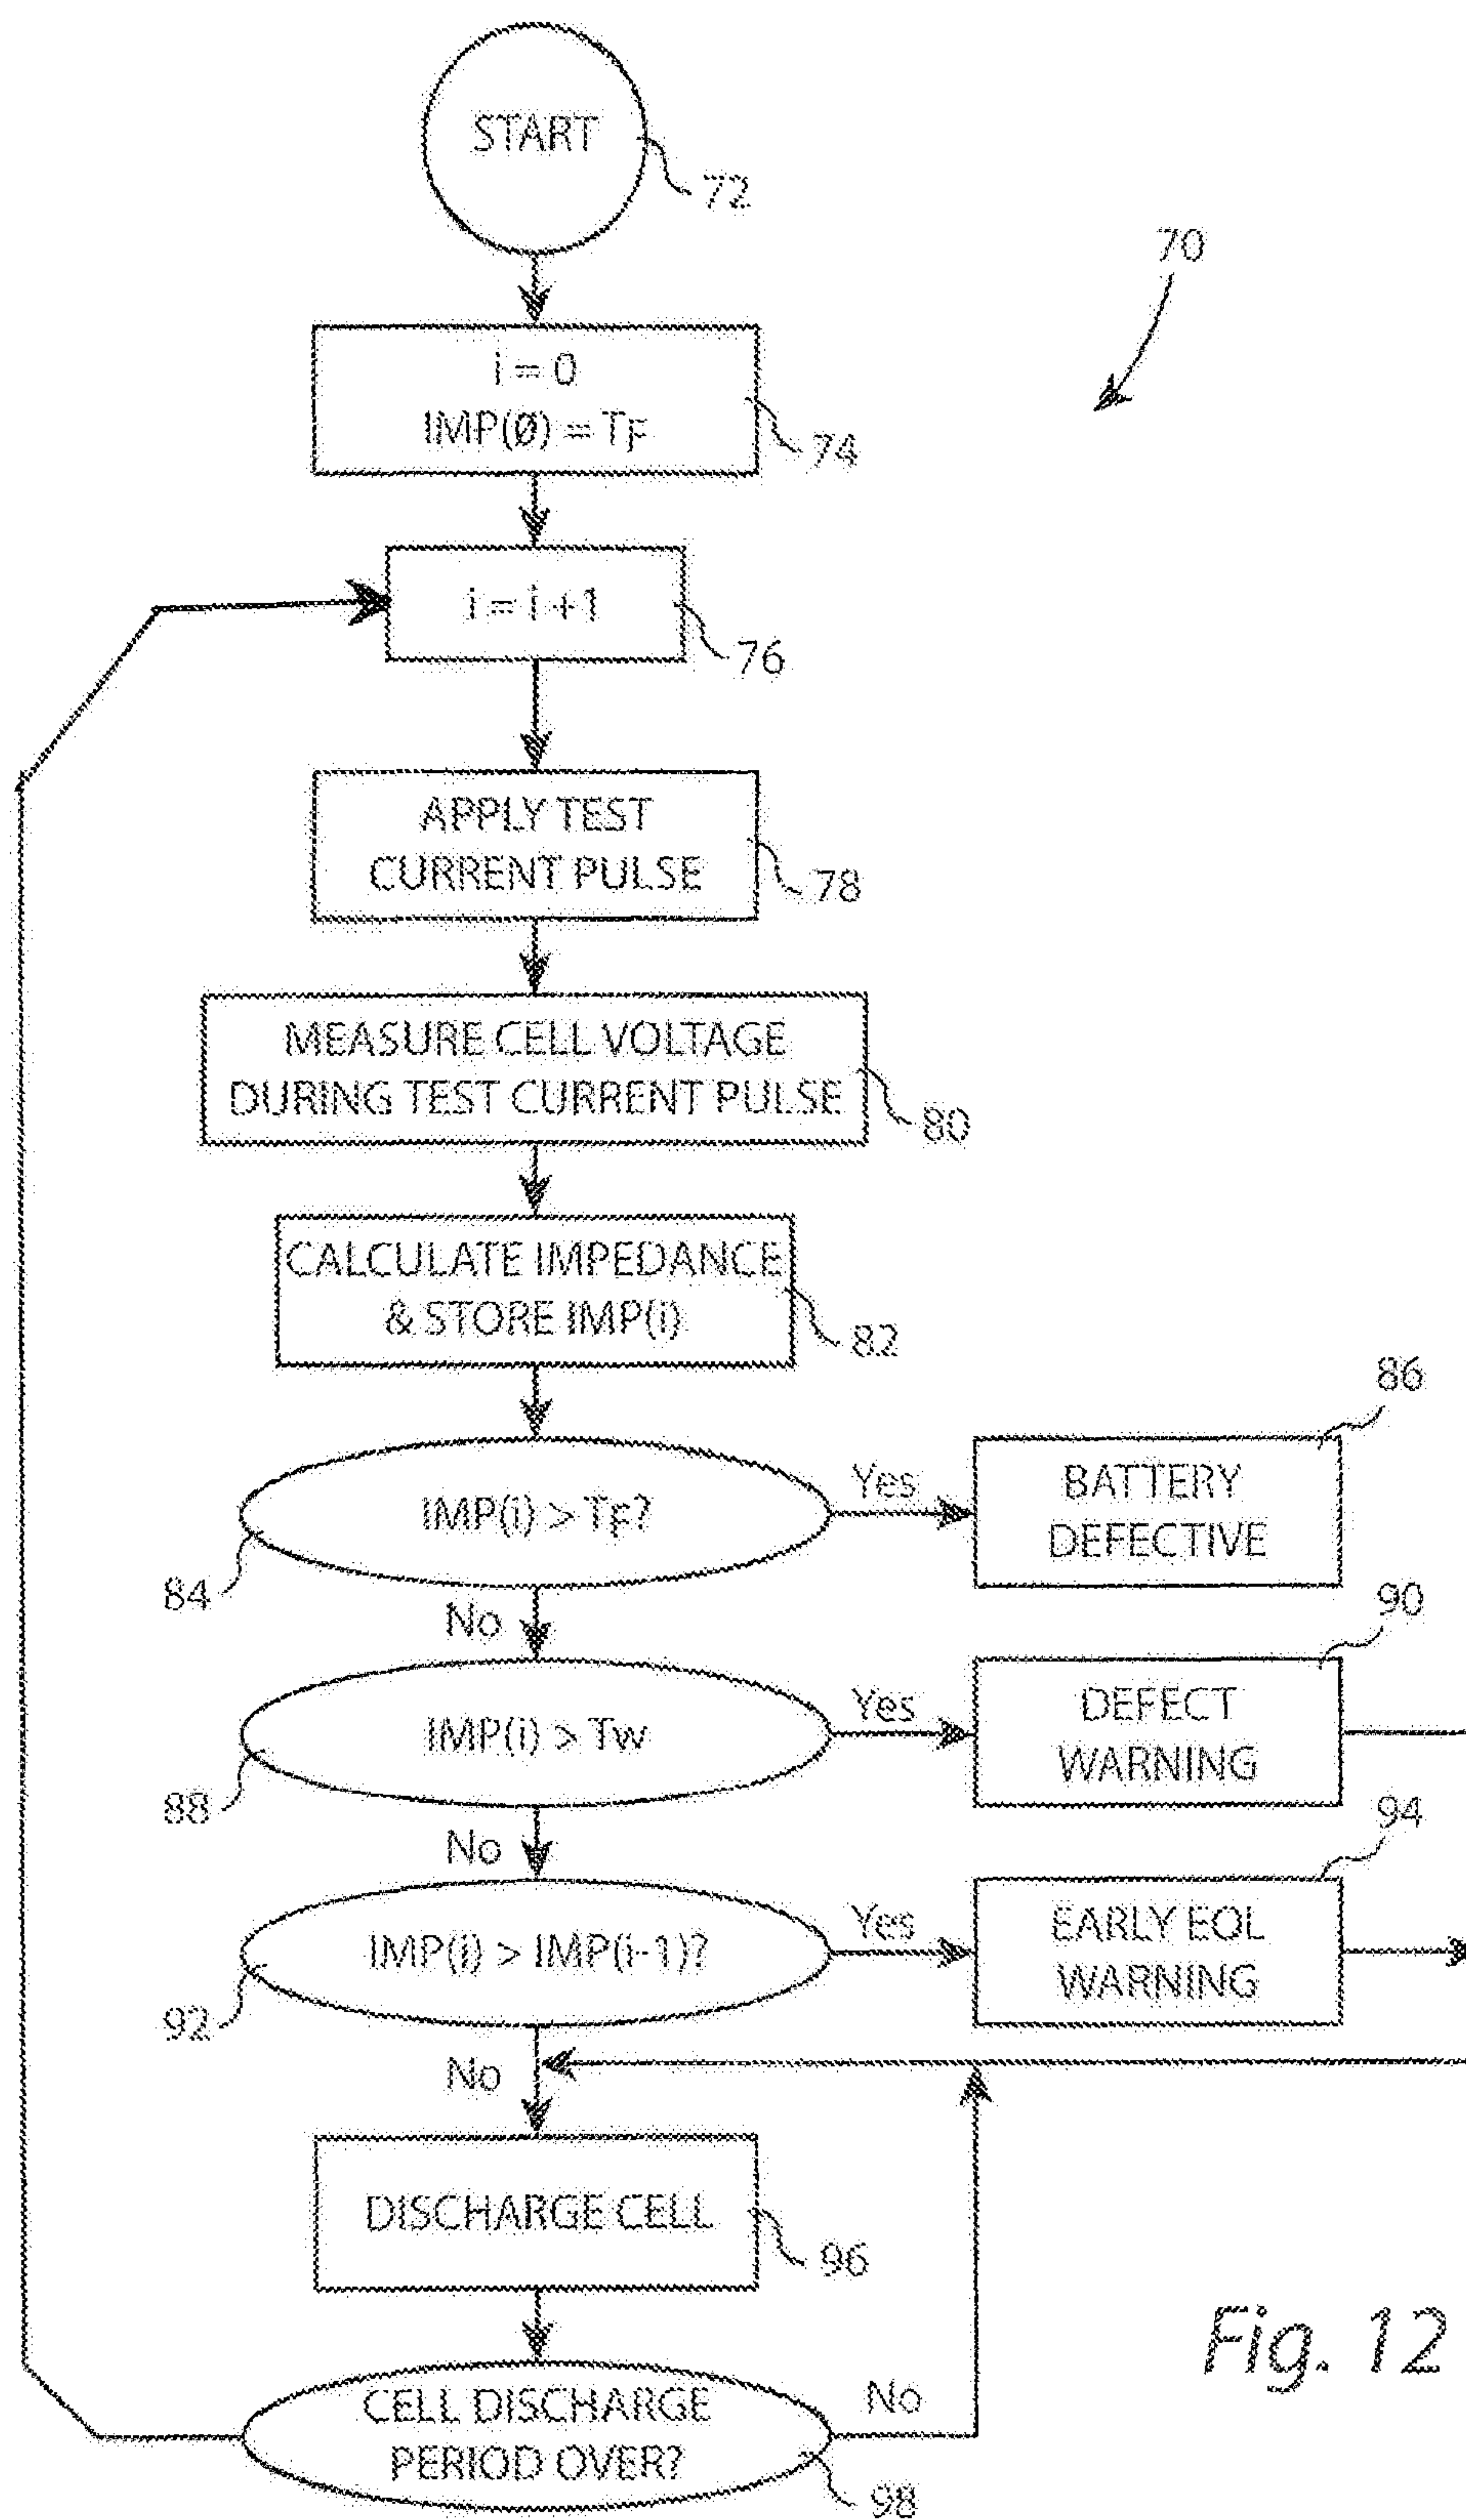 START
72
70
i = 0
IMP(Ø) = TF
74
i = i +1
76
APPLY TEST
CURRENT PULSE
78
MEASURE CELL VOLTAGE
DURING TEST CURRENT PULSE
80
CALCULATE IMPEDANCE
& STORE IMP(i)
82
86
IMP(i) > TF?
Yes
BATTERY
DEFECTIVE
84
No
90
IMP(i) > TW
Yes
DEFECT
WARNING
88
No
94
IMP(i) > IMP(i-1)?
Yes
EARLY EOL
WARNING
92
No
DISCHARGE CELL
96
Fig. 12
CELL DISCHARGE
PERIOD OVER?
No
98